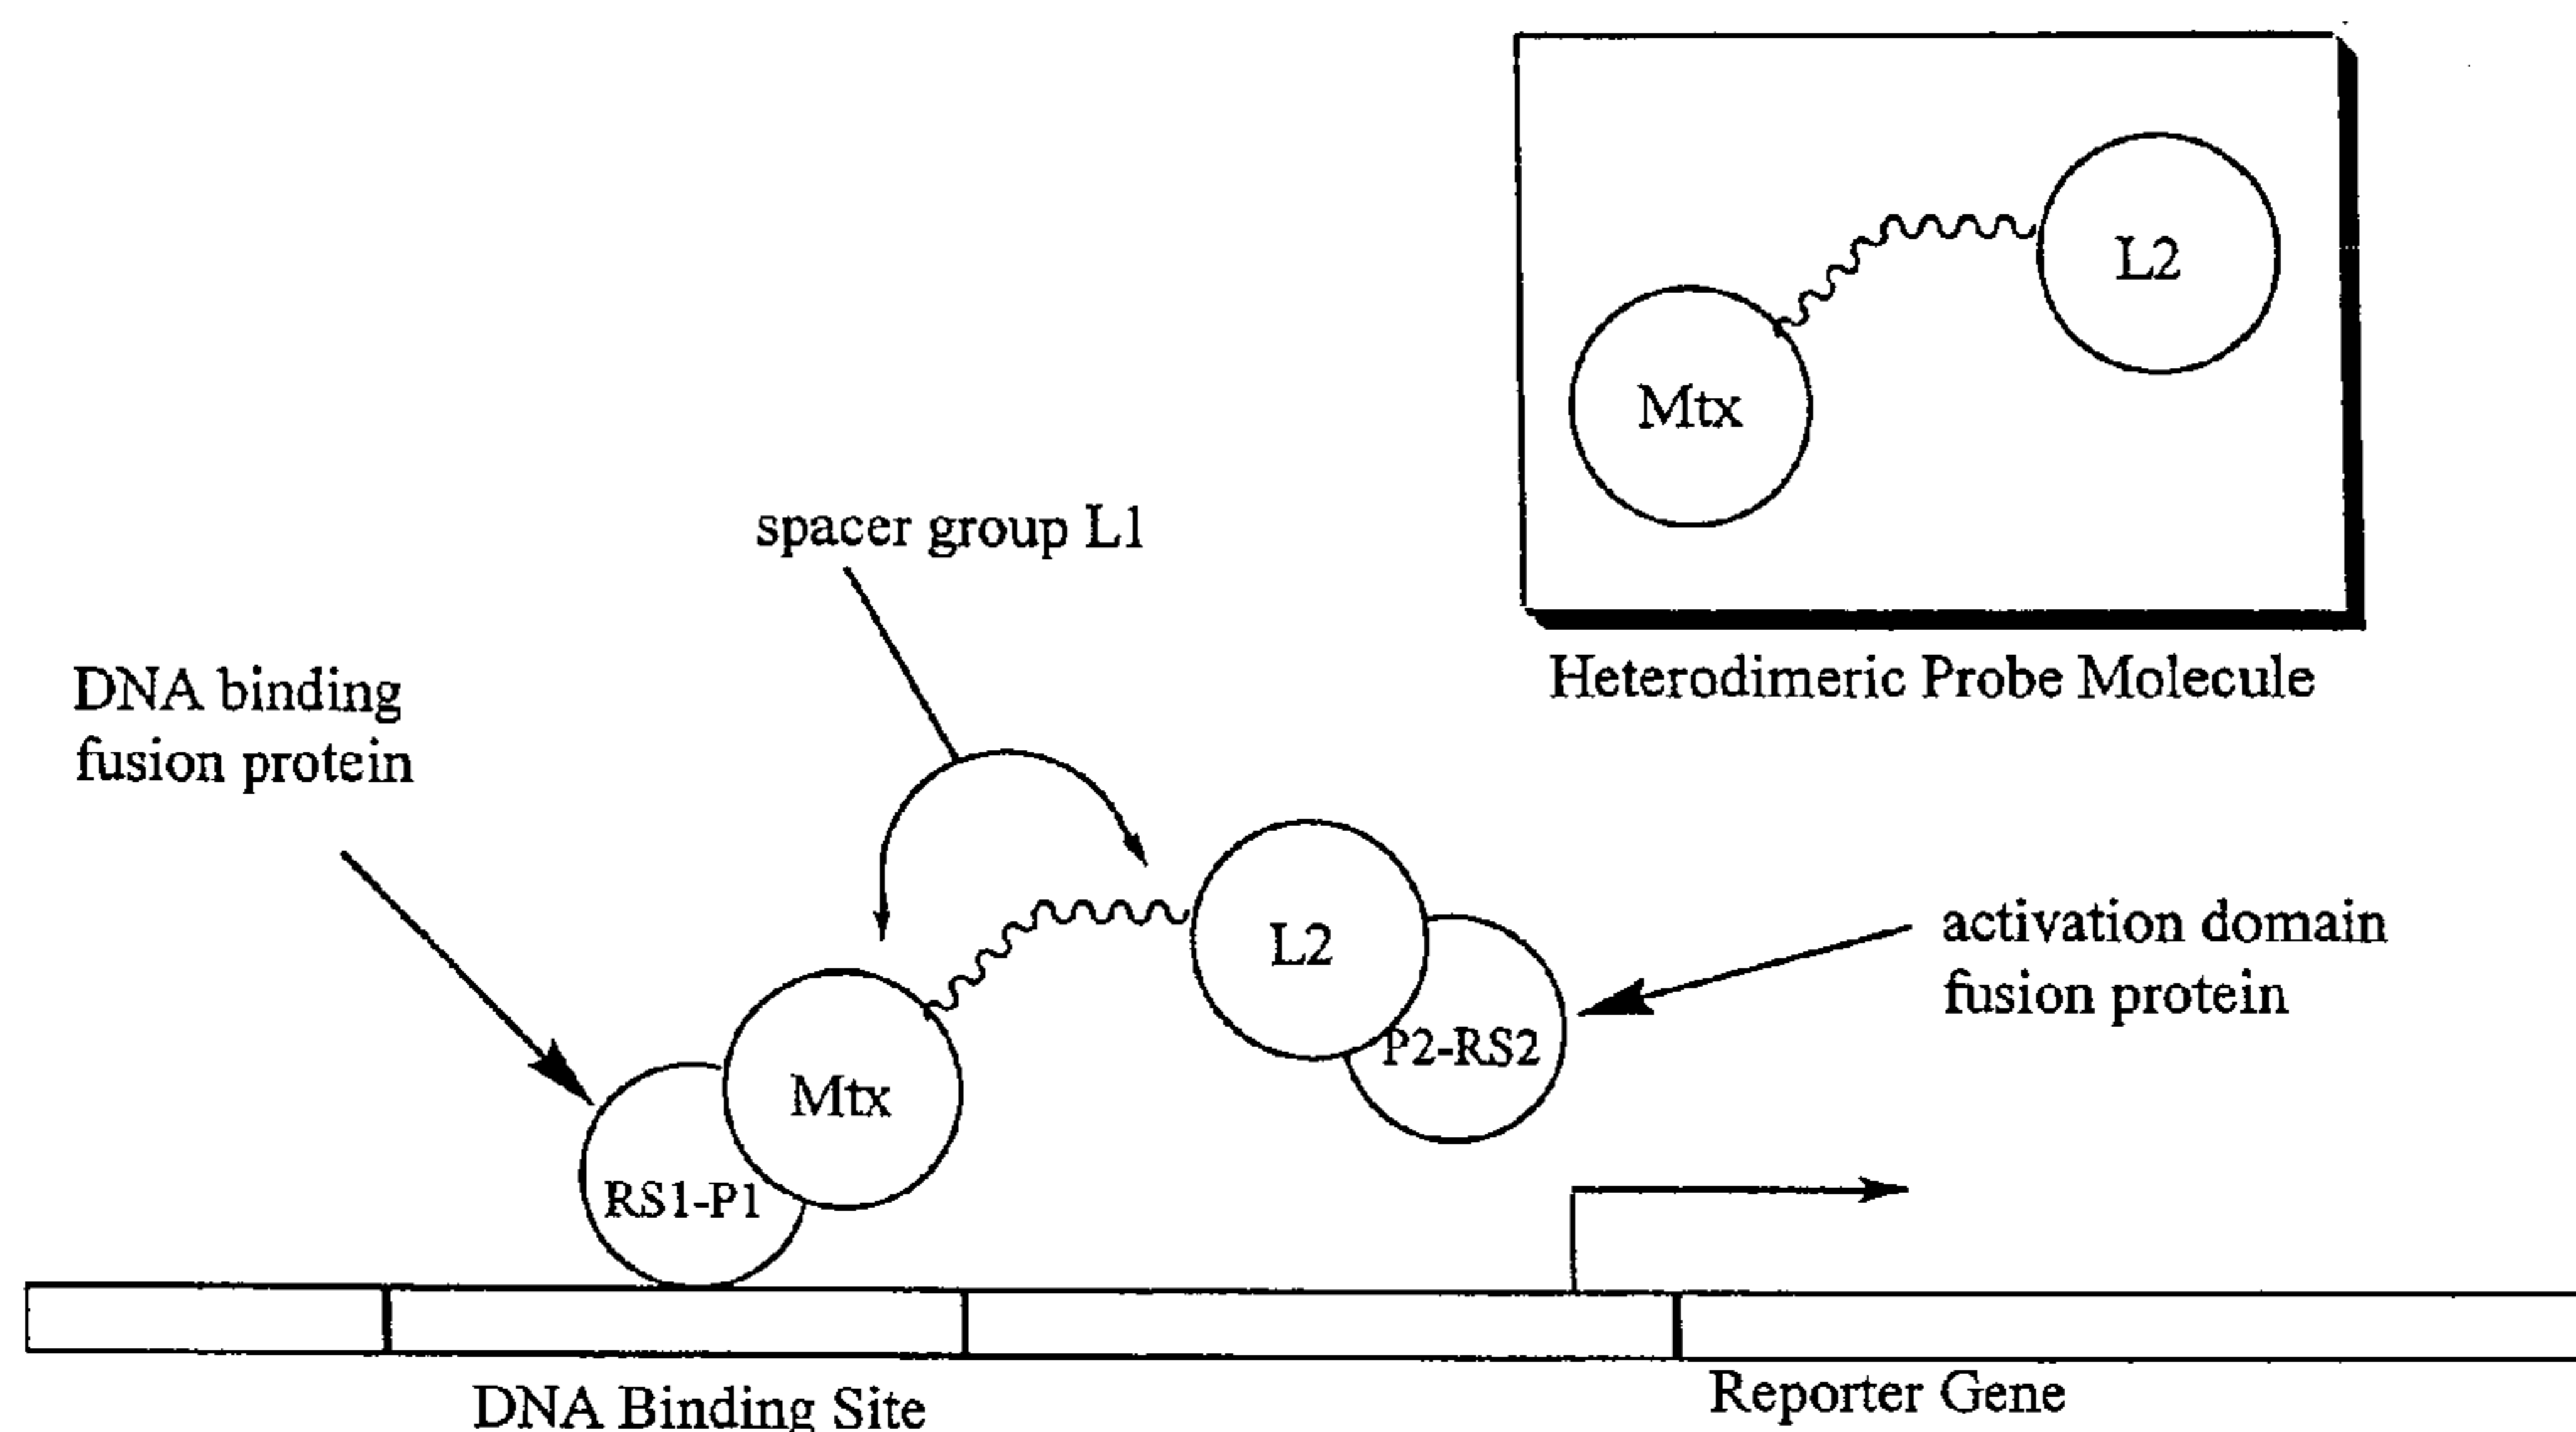 Mtx
L2
Heterodimeric Probe Molecule
spacer group L1
DNA binding
fusion protein
L2
activation domain
fusion protein
P2-RS2
Mtx
RS1-P1
DNA Binding Site
Reporter Gene